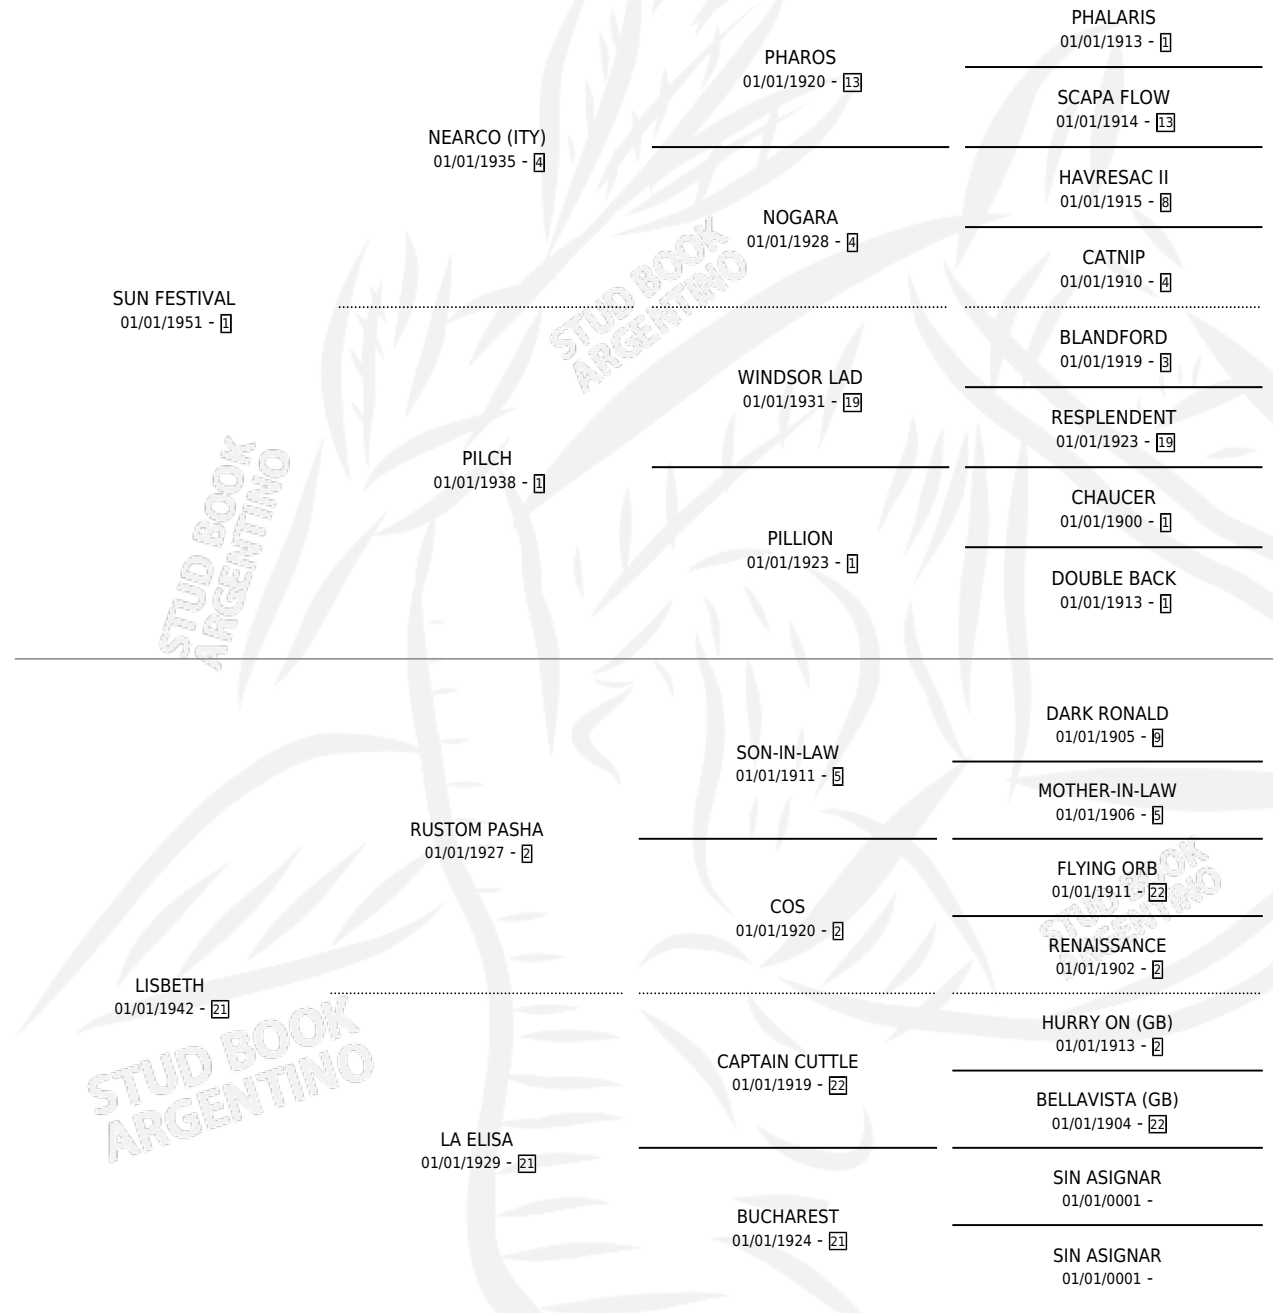 PHALARIS
01/01/1913 - 1
PHAROS
01/01/1920 - 13
SCAPA FLOW
01/01/1914 - 13
NEARCO (ITY)
01/01/1935 - 4
HAVRESAC II
01/01/1915 - 8
NOGARA
01/01/1928 - 4
CATNIP
01/01/1910 - 4
SUN FESTIVAL
01/01/1951 - 1
BLANDFORD
01/01/1919 - 3
WINDSOR LAD
01/01/1931 - 19
RESPLENDENT
01/01/1923 - 19
PILCH
01/01/1938 - 1
CHAUCER
01/01/1900 - 1
PILLION
01/01/1923 - 1
DOUBLE BACK
01/01/1913 - 1
STUD BOOK
ARGENTINO
STUD BOOK
ARGENTINO
DARK RONALD
01/01/1905 - 9
SON-IN-LAW
01/01/1911 - 5
MOTHER-IN-LAW
01/01/1906 - 5
RUSTOM PASHA
01/01/1927 - 2
FLYING ORB
01/01/1911 - 22
COS
01/01/1920 - 2
RENAISSANCE
01/01/1902 - 2
LISBETH
01/01/1942 - 21
HURRY ON (GB)
01/01/1913 - 2
CAPTAIN CUTTLE
01/01/1919 - 22
BELLAVISTA (GB)
01/01/1904 - 22
LA ELISA
01/01/1929 - 21
SIN ASIGNAR
01/01/0001 -
BUCHAREST
01/01/1924 - 21
SIN ASIGNAR
01/01/0001 -
STUD BOOK
ARGENTINO
STUD BOOK
ARGENTINO